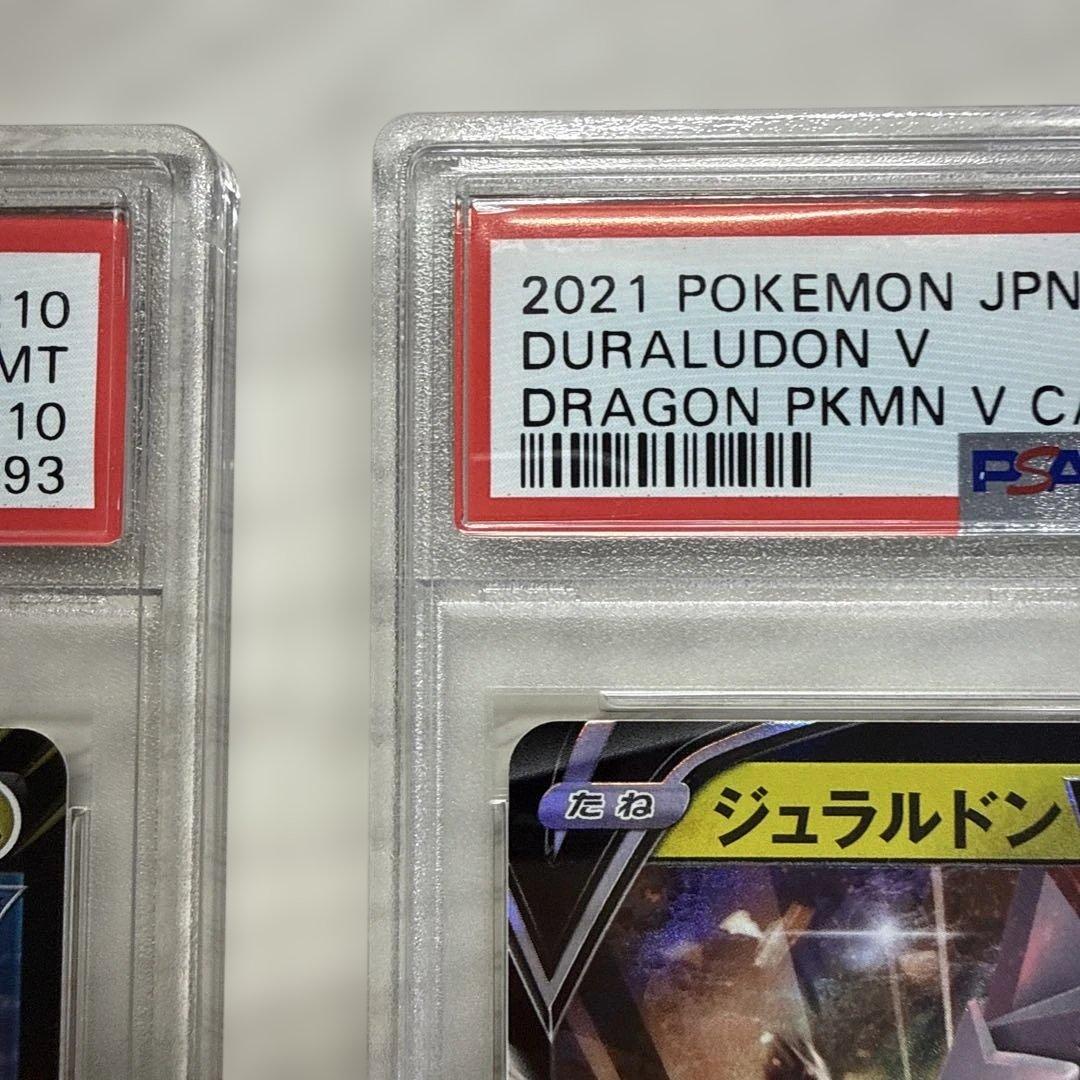 10
MT
10
93
2021 POKEMON JPN
DURALUDON V
DRAGON PKMN V CA
PSA
たね
ジュラルドン